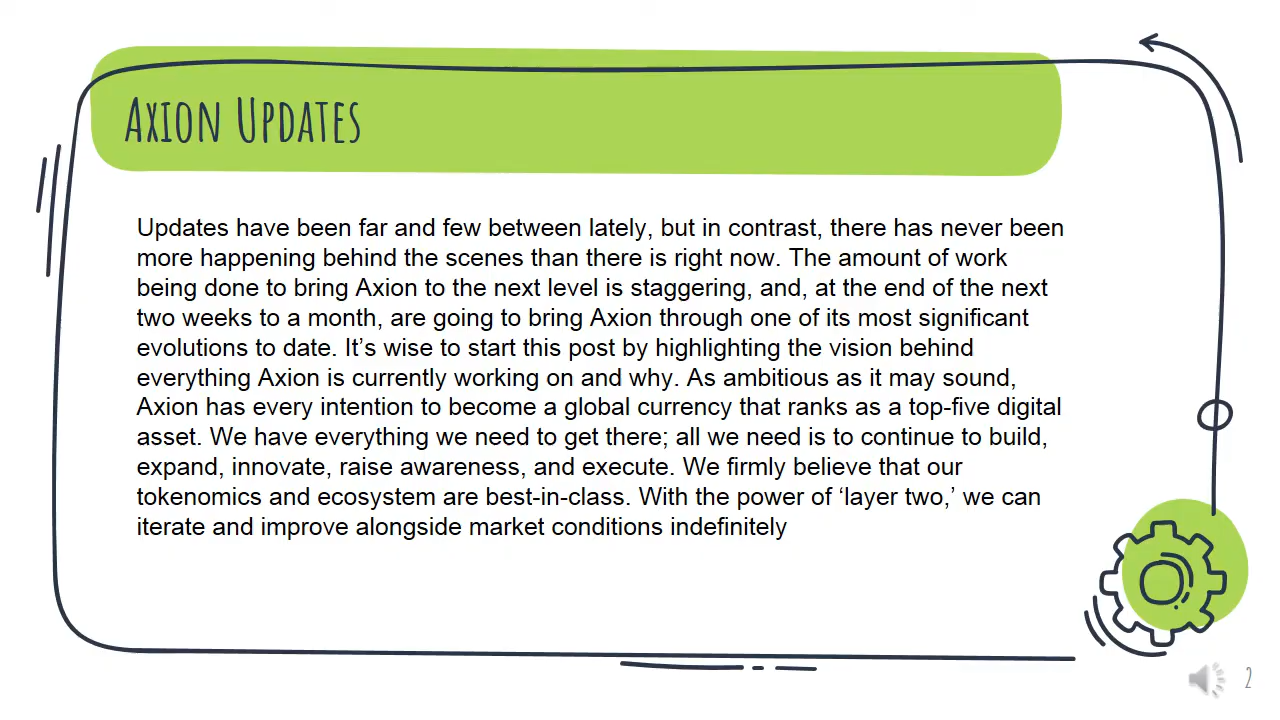 Axion Updates
Updates have been far and few between lately, but in contrast, there has never been
more happening behind the scenes than there is right now. The amount of work
being done to bring Axion to the next level is staggering, and, at the end of the next
two weeks to a month, are going to bring Axion through one of its most significant
evolutions to date. It’s wise to start this post by highlighting the vision behind
everything Axion is currently working on and why. As ambitious as it may sound,
Axion has every intention to become a global currency that ranks as a top-five digital
asset. We have everything we need to get there; all we need is to continue to build,
expand, innovate, raise awareness, and execute. We firmly believe that our
tokenomics and ecosystem are best-in-class. With the power of ‘layer two,’ we can
iterate and improve alongside market conditions indefinitely
2